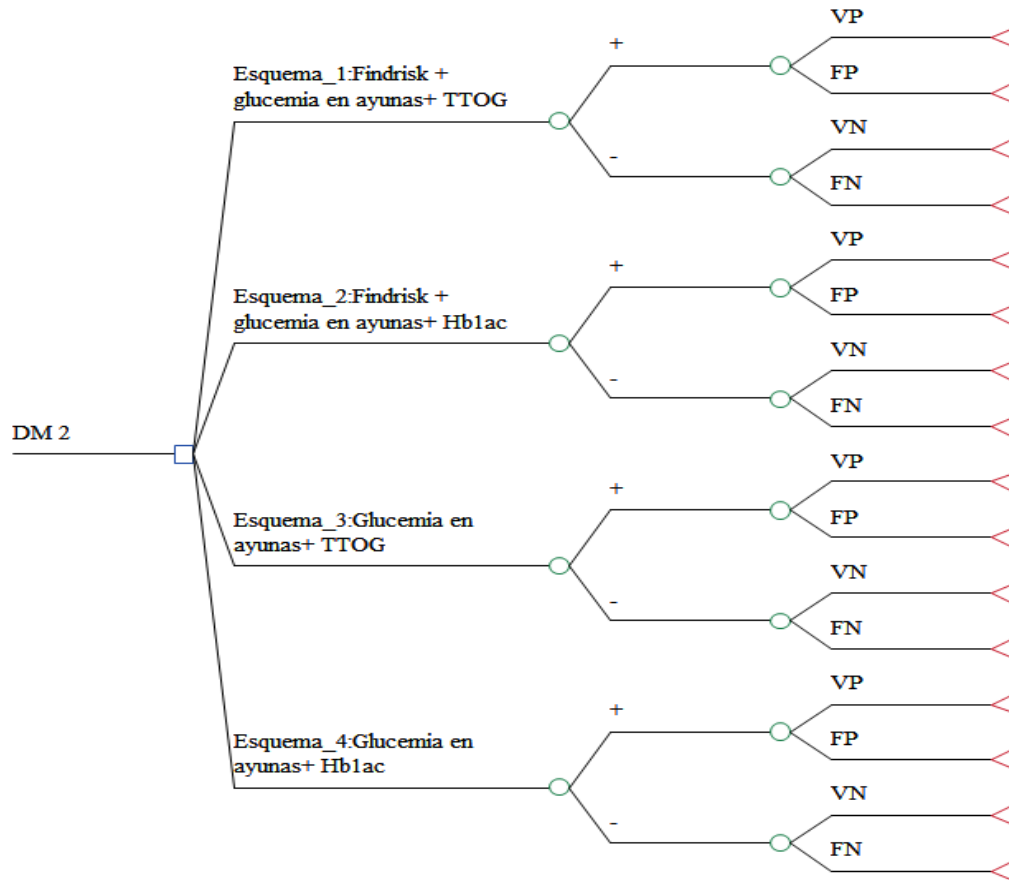 VP
+
FP
Esquema_1:Findrisk +
glucemia en ayunas+ TTOG
VN
-
FN
VP
+
FP
Esquema_2:Findrisk +
glucemia en ayunas+ Hb1ac
VN
-
FN
DM 2
VP
+
FP
Esquema_3:Glucemia en
ayunas+ TTOG
VN
-
FN
VP
+
FP
Esquema_4:Glucemia en
ayunas+ Hb1ac
VN
-
FN